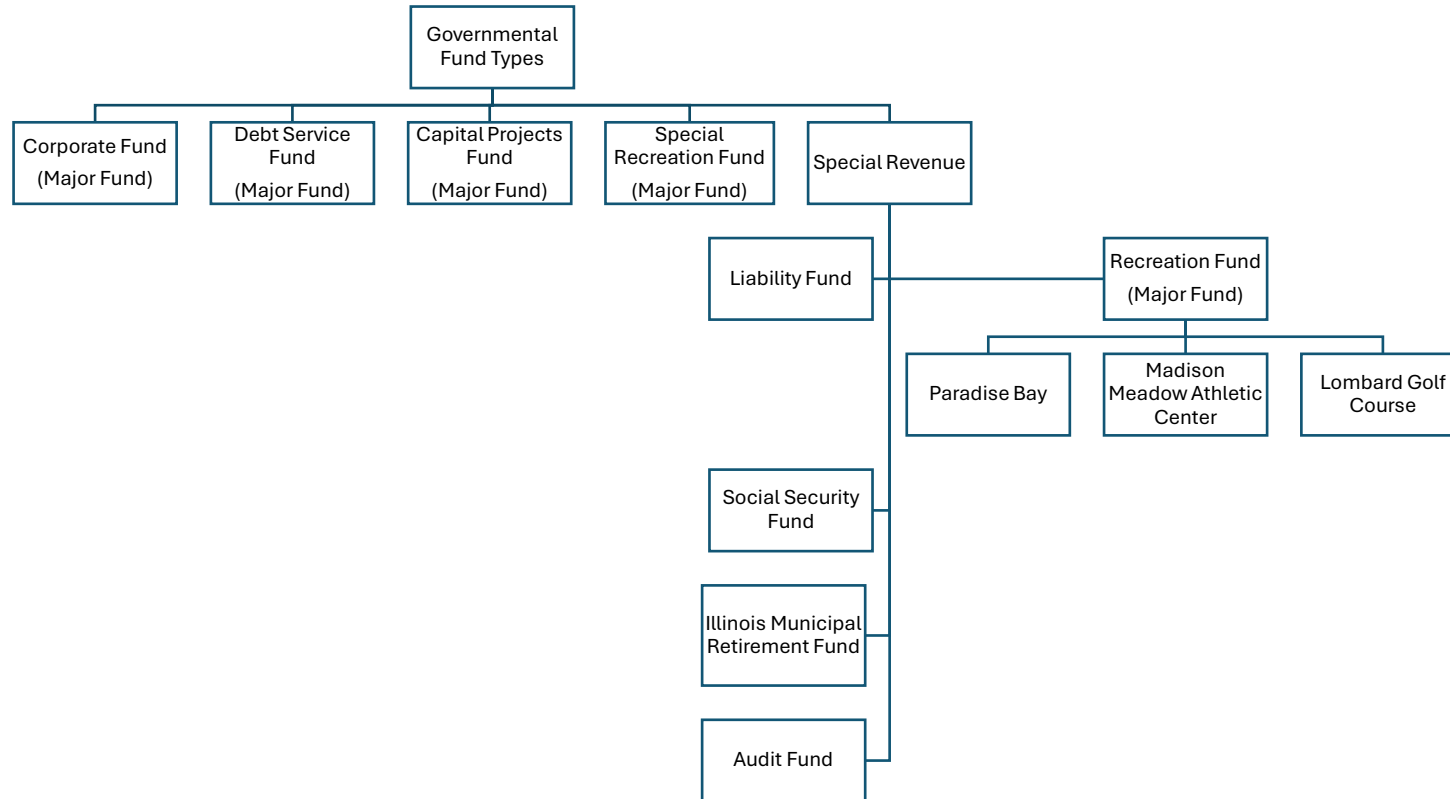 Governmental
Fund Types
Corporate Fund
(Major Fund)
Debt Service
Fund
(Major Fund)
Capital Projects
Fund
(Major Fund)
Special
Recreation Fund
(Major Fund)
Special Revenue
Liability Fund
Recreation Fund
(Major Fund)
Paradise Bay
Madison
Meadow Athletic
Center
Lombard Golf
Course
Social Security
Fund
Illinois Municipal
Retirement Fund
Audit Fund